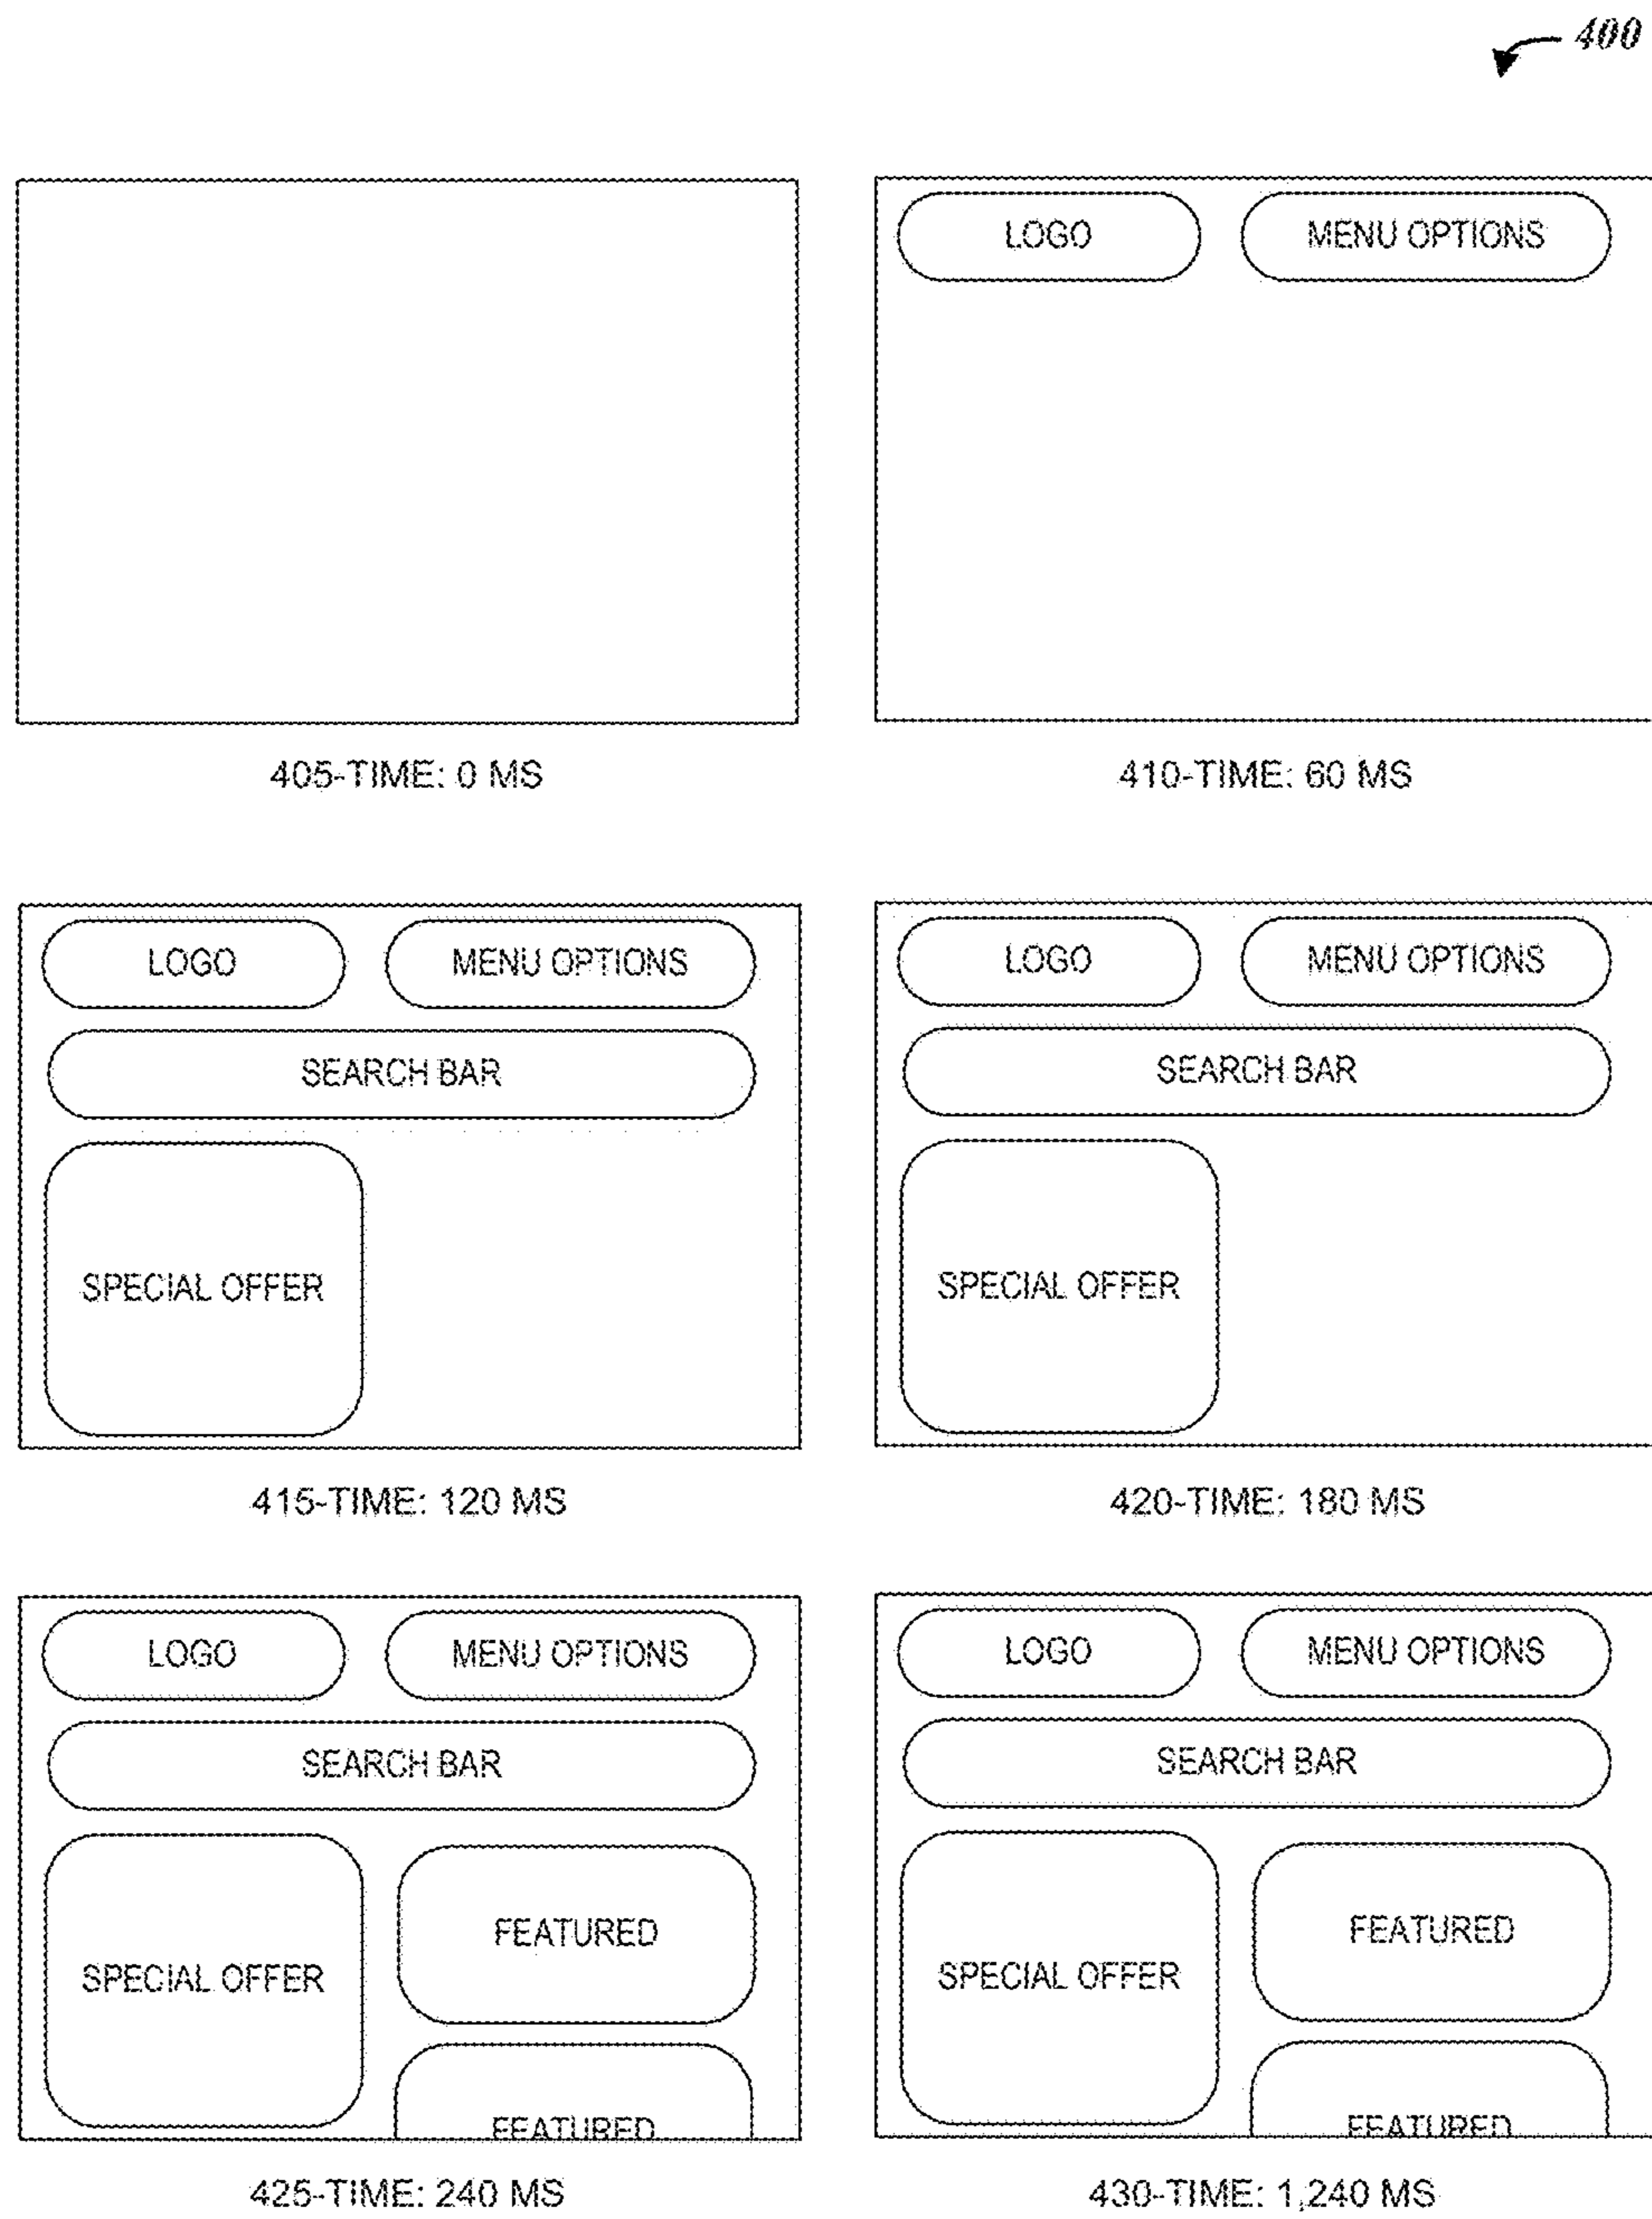 400
LOGO MENU OPTIONS
405-TIME: 0 MS 410-TIME: 60 MS
LOGO MENU OPTIONS LOGO MENU OPTIONS
SEARCH BAR SEARCH BAR
SPECIAL OFFER SPECIAL OFFER
415-TIME: 120 MS 420-TIME: 180 MS
LOGO MENU OPTIONS LOGO MENU OPTIONS
SEARCH BAR SEARCH BAR
FEATURED FEATURED
SPECIAL OFFER SPECIAL OFFER
FEATURED FEATURED
425-TIME: 240 MS 430-TIME: 1,240 MS